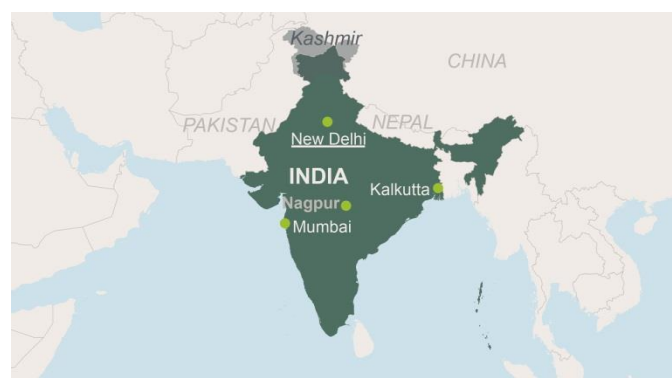 Kashmir
CHINA
PAKISTAN
NEPAL
New Delhi
INDIA
Kalkutta
Nagpur
Mumbai